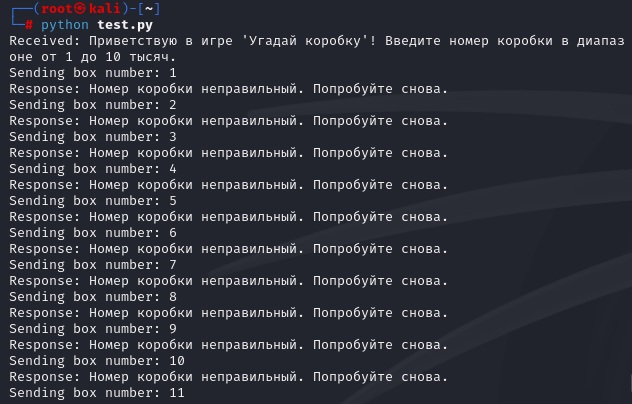 ┌──(root㉿kali)-[~]
└─# python test.py
Received: Приветствую в игре 'Угадай коробку'! Введите номер коробки в диапаз
оне от 1 до 10 тысяч.
Sending box number: 1
Response: Номер коробки неправильный. Попробуйте снова.
Sending box number: 2
Response: Номер коробки неправильный. Попробуйте снова.
Sending box number: 3
Response: Номер коробки неправильный. Попробуйте снова.
Sending box number: 4
Response: Номер коробки неправильный. Попробуйте снова.
Sending box number: 5
Response: Номер коробки неправильный. Попробуйте снова.
Sending box number: 6
Response: Номер коробки неправильный. Попробуйте снова.
Sending box number: 7
Response: Номер коробки неправильный. Попробуйте снова.
Sending box number: 8
Response: Номер коробки неправильный. Попробуйте снова.
Sending box number: 9
Response: Номер коробки неправильный. Попробуйте снова.
Sending box number: 10
Response: Номер коробки неправильный. Попробуйте снова.
Sending box number: 11